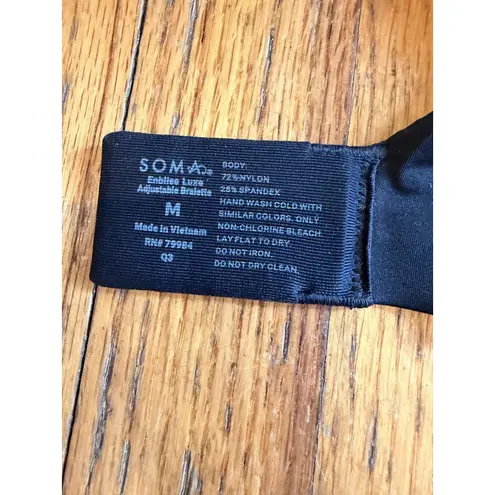 SOMA®
Enbliss Luxe
Adjustable Bralette
M
Made in Vietnam
RN# 79984
Q3
BODY:
72% NYLON
28% SPANDEX
HAND WASH COLD WITH
SIMILAR COLORS. ONLY
NON-CHLORINE BLEACH.
LAY FLAT TO DRY.
DO NOT IRON.
DO NOT DRY CLEAN.